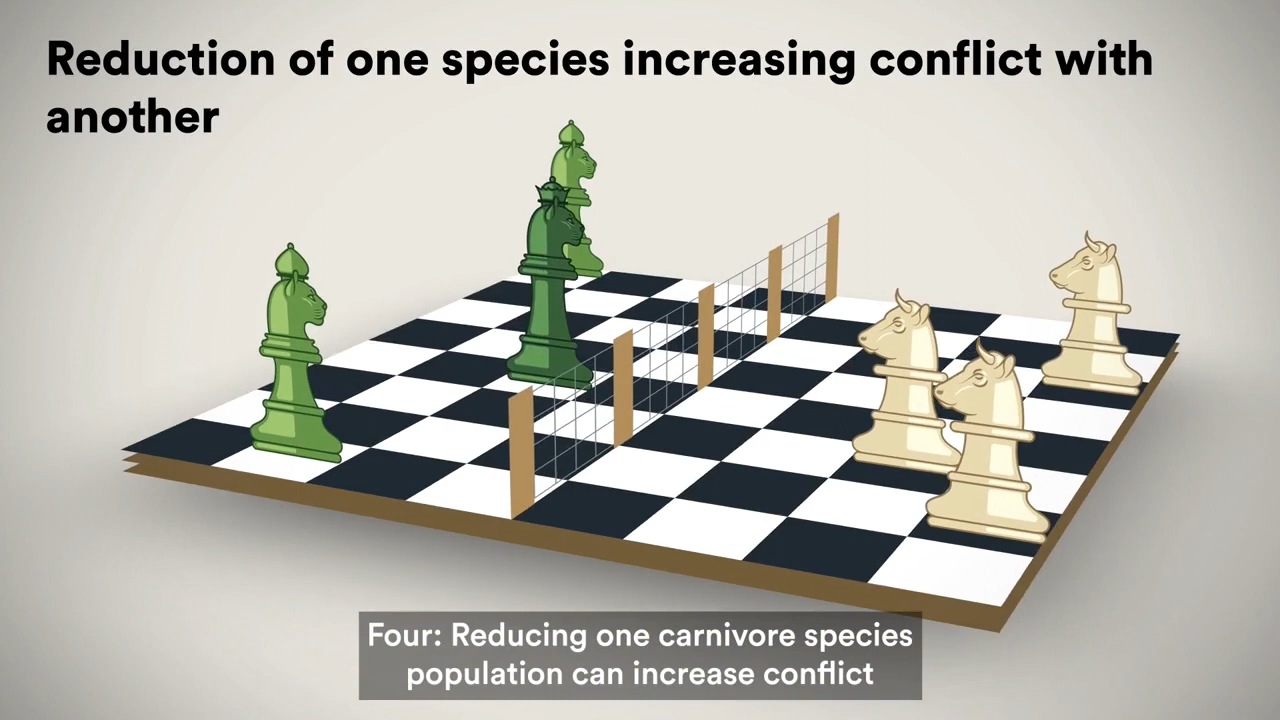 Reduction of one species increasing conflict with
another
Four: Reducing one carnivore species
population can increase conflict